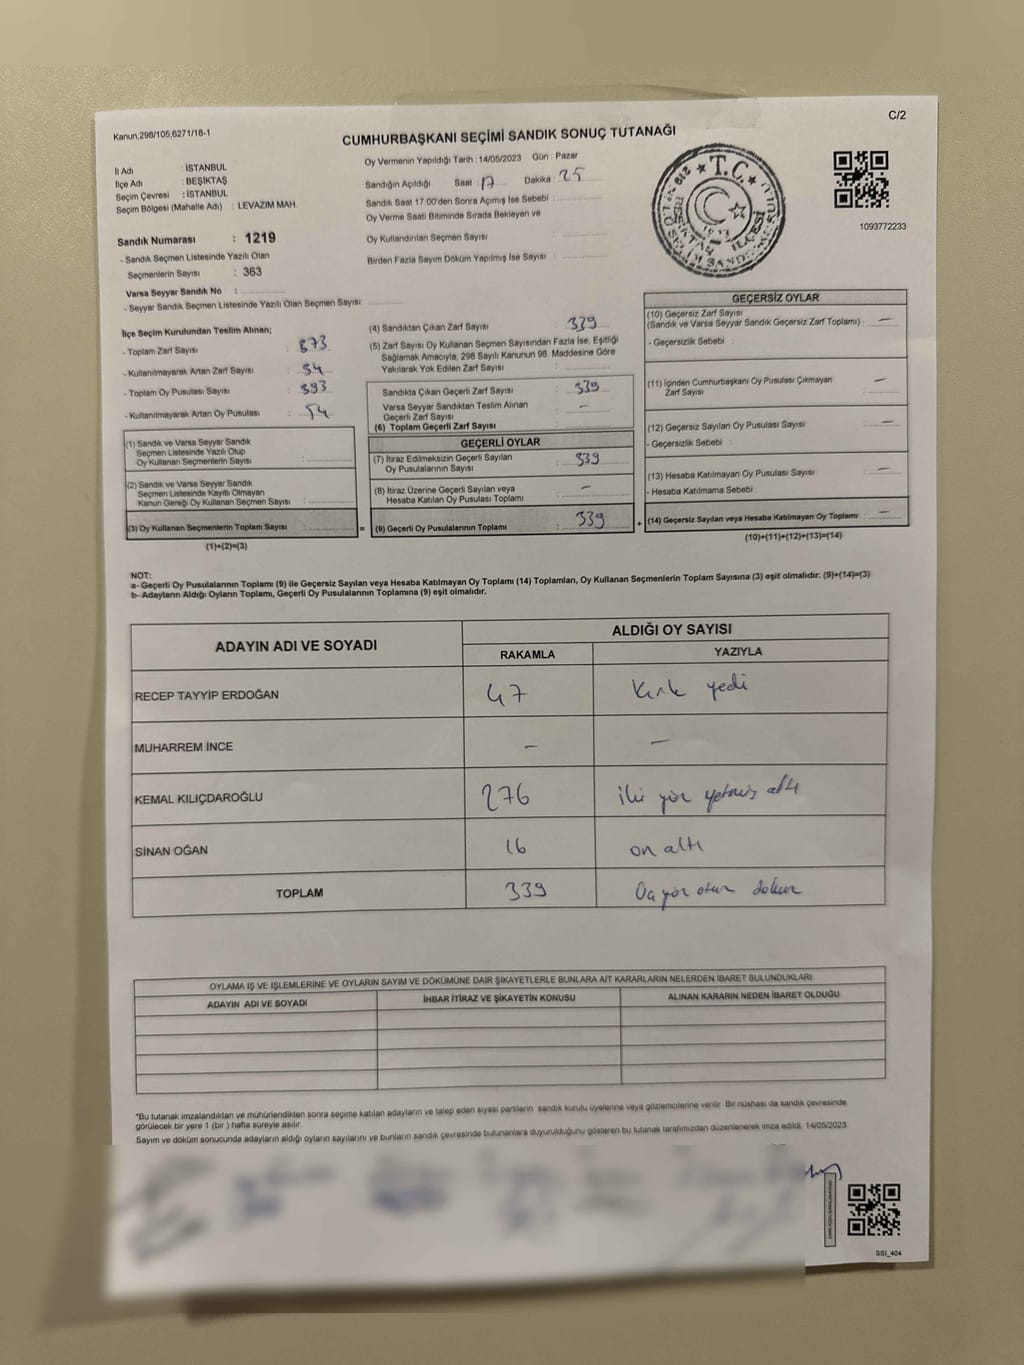 Kanun,298/105,6271/18-1
C/2
CUMHURBAŞKANI SEÇİMİ SANDIK SONUÇ TUTANAĞI
İl Adı : İSTANBUL
İlçe Adı : BEŞİKTAŞ
Seçim Çevresi : İSTANBUL
Seçim Bölgesi (Mahalle Adı) : LEVAZIM MAH.
Oy Vermenin Yapıldığı Tarih : 14/05/2023 Gün : Pazar
Sandığın Açıldığı Saat : 17 Dakika : 25
Sandık Saat 17:00'den Sonra Açımış İse Sebebi :
Oy Verme Saati Bitiminde Sırada Bekleyen ve
Oy Kullandırılan Seçmen Sayısı :
Birden Fazla Sayım Döküm Yapılmış İse Sayısı :
T.C.
BEŞİKTAŞ İLÇESİ
1093772233
Sandık Numarası : 1219
- Sandık Seçmen Listesinde Yazılı Olan
Seçmenlerin Sayısı : 363
Varsa Seyyar Sandık No :
- Seyyar Sandık Seçmen Listesinde Yazılı Olan Seçmen Sayısı :
İlçe Seçim Kurulundan Teslim Alınan;
- Toplam Zarf Sayısı :
- Kullanılmayarak Artan Zarf Sayısı : 54
- Toplam Oy Pusulası Sayısı : 393
- Kullanılmayarak Artan Oy Pusulası : 54
(1) Sandık ve Varsa Seyyar Sandık
Seçmen Listesinde Yazılı Olup
Oy Kullanan Seçmenlerin Sayısı :
(2) Sandık ve Varsa Seyyar Sandık
Seçmen Listesinde Kayıtlı Olmayan
Kanun Gereği Oy Kullanan Seçmen Sayısı :
(3) Oy Kullanan Seçmenlerin Toplam Sayısı : =
(1)+(2)=(3)
(4) Sandıktan Çıkan Zarf Sayısı : 339
(5) Zarf Sayısı Oy Kullanan Seçmen Sayısından Fazla İse, Eşitliği
Sağlamak Amacıyla; 298 Sayılı Kanunun 98. Maddesine Göre
Yakılarak Yok Edilen Zarf Sayısı :
Sandıkta Çıkan Geçerli Zarf Sayısı : 339
Varsa Seyyar Sandıktan Teslim Alınan
Geçerli Zarf Sayısı : –
(6) Toplam Geçerli Zarf Sayısı
GEÇERLİ OYLAR
(7) İtiraz Edilmeksizin Geçerli Sayılan
Oy Pusulalarının Sayısı : 339
(8) İtiraz Üzerine Geçerli Sayılan veya
Hesaba Katılan Oy Pusulası Toplamı : –
(9) Geçerli Oy Pusulalarının Toplamı : 339 +
GEÇERSİZ OYLAR
(10) Geçersiz Zarf Sayısı
(Sandık ve Varsa Seyyar Sandık Geçersiz Zarf Toplamı) : –
- Geçersizlik Sebebi :
(11) İçinden Cumhurbaşkanı Oy Pusulası Çıkmayan
Zarf Sayısı : –
(12) Geçersiz Sayılan Oy Pusulası Sayısı : –
- Geçersizlik Sebebi :
(13) Hesaba Katılmayan Oy Pusulası Sayısı : –
- Hesaba Katılmama Sebebi :
(14) Geçersiz Sayılan veya Hesaba Katılmayan Oy Toplamı : –
(10)+(11)+(12)+(13)=(14)
NOT:
a- Geçerli Oy Pusulalarının Toplamı (9) ile Geçersiz Sayılan veya Hesaba Katılmayan Oy Toplamı (14) Toplamları, Oy Kullanan Seçmenlerin Toplam Sayısına (3) eşit olmalıdır. (9)+(14)=(3)
b- Adayların Aldığı Oyların Toplamı, Geçerli Oy Pusulalarının Toplamına (9) eşit olmalıdır.
ADAYIN ADI VE SOYADI
ALDIĞI OY SAYISI
RAKAMLA YAZIYLA
RECEP TAYYİP ERDOĞAN 47 Kırk yedi
MUHARREM İNCE – –
KEMAL KILIÇDAROĞLU 276 iki yüz yetmiş altı
SİNAN OĞAN 16 on altı
TOPLAM 339 Üç yüz otuz dokuz
OYLAMA İŞ VE İŞLEMLERİNE VE OYLARIN SAYIM VE DÖKÜMÜNE DAİR ŞİKAYETLERLE BUNLARA AİT KARARLARIN NELERDEN İBARET BULUNDUKLARI
ADAYIN ADI VE SOYADI İHBAR İTİRAZ VE ŞİKAYETİN KONUSU ALINAN KARARIN NEDEN İBARET OLDUĞU
*Bu tutanak imzalandıktan ve mühürlendikten sonra seçime katılan adayların ve talep eden siyasi partilerin sandık kurulu üyelerine veya gözlemcilerine verilir. Bir nüshası da sandık çevresinde
görülecek bir yere 1 (bir ) hafta süreyle asılır.
Sayım ve döküm sonucunda adayların aldığı oyların sayılarını ve bunların sandık çevresinde bulunanlara duyurulduğunu gösteren bu tutanak tarafımızdan düzenlenerek imza edildi. 14/05/2023
SSI_404